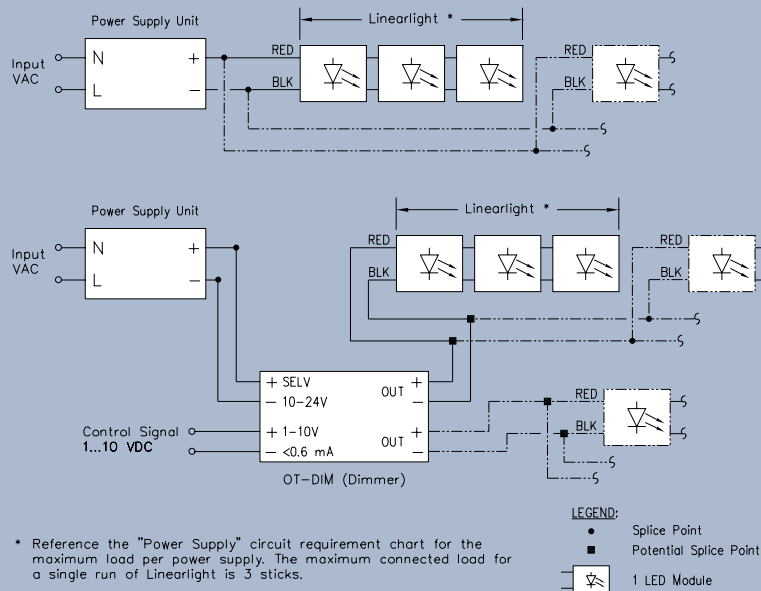 Power Supply Unit
Linearlight *
Input
VAC
N
L
+
−
RED
BLK
RED
BLK
Power Supply Unit
Linearlight *
Input
VAC
N
L
+
−
RED
BLK
RED
BLK
+ SELV
− 10-24V
OUT +
−
Control Signal
1...10 VDC
+ 1-10V
− <0.6 mA
OUT +
−
RED
BLK
OT-DIM (Dimmer)
* Reference the "Power Supply" circuit requirement chart for the
maximum load per power supply. The maximum connected load for
a single run of Linearlight is 3 sticks.
LEGEND:
Splice Point
Potential Splice Point
1 LED Module